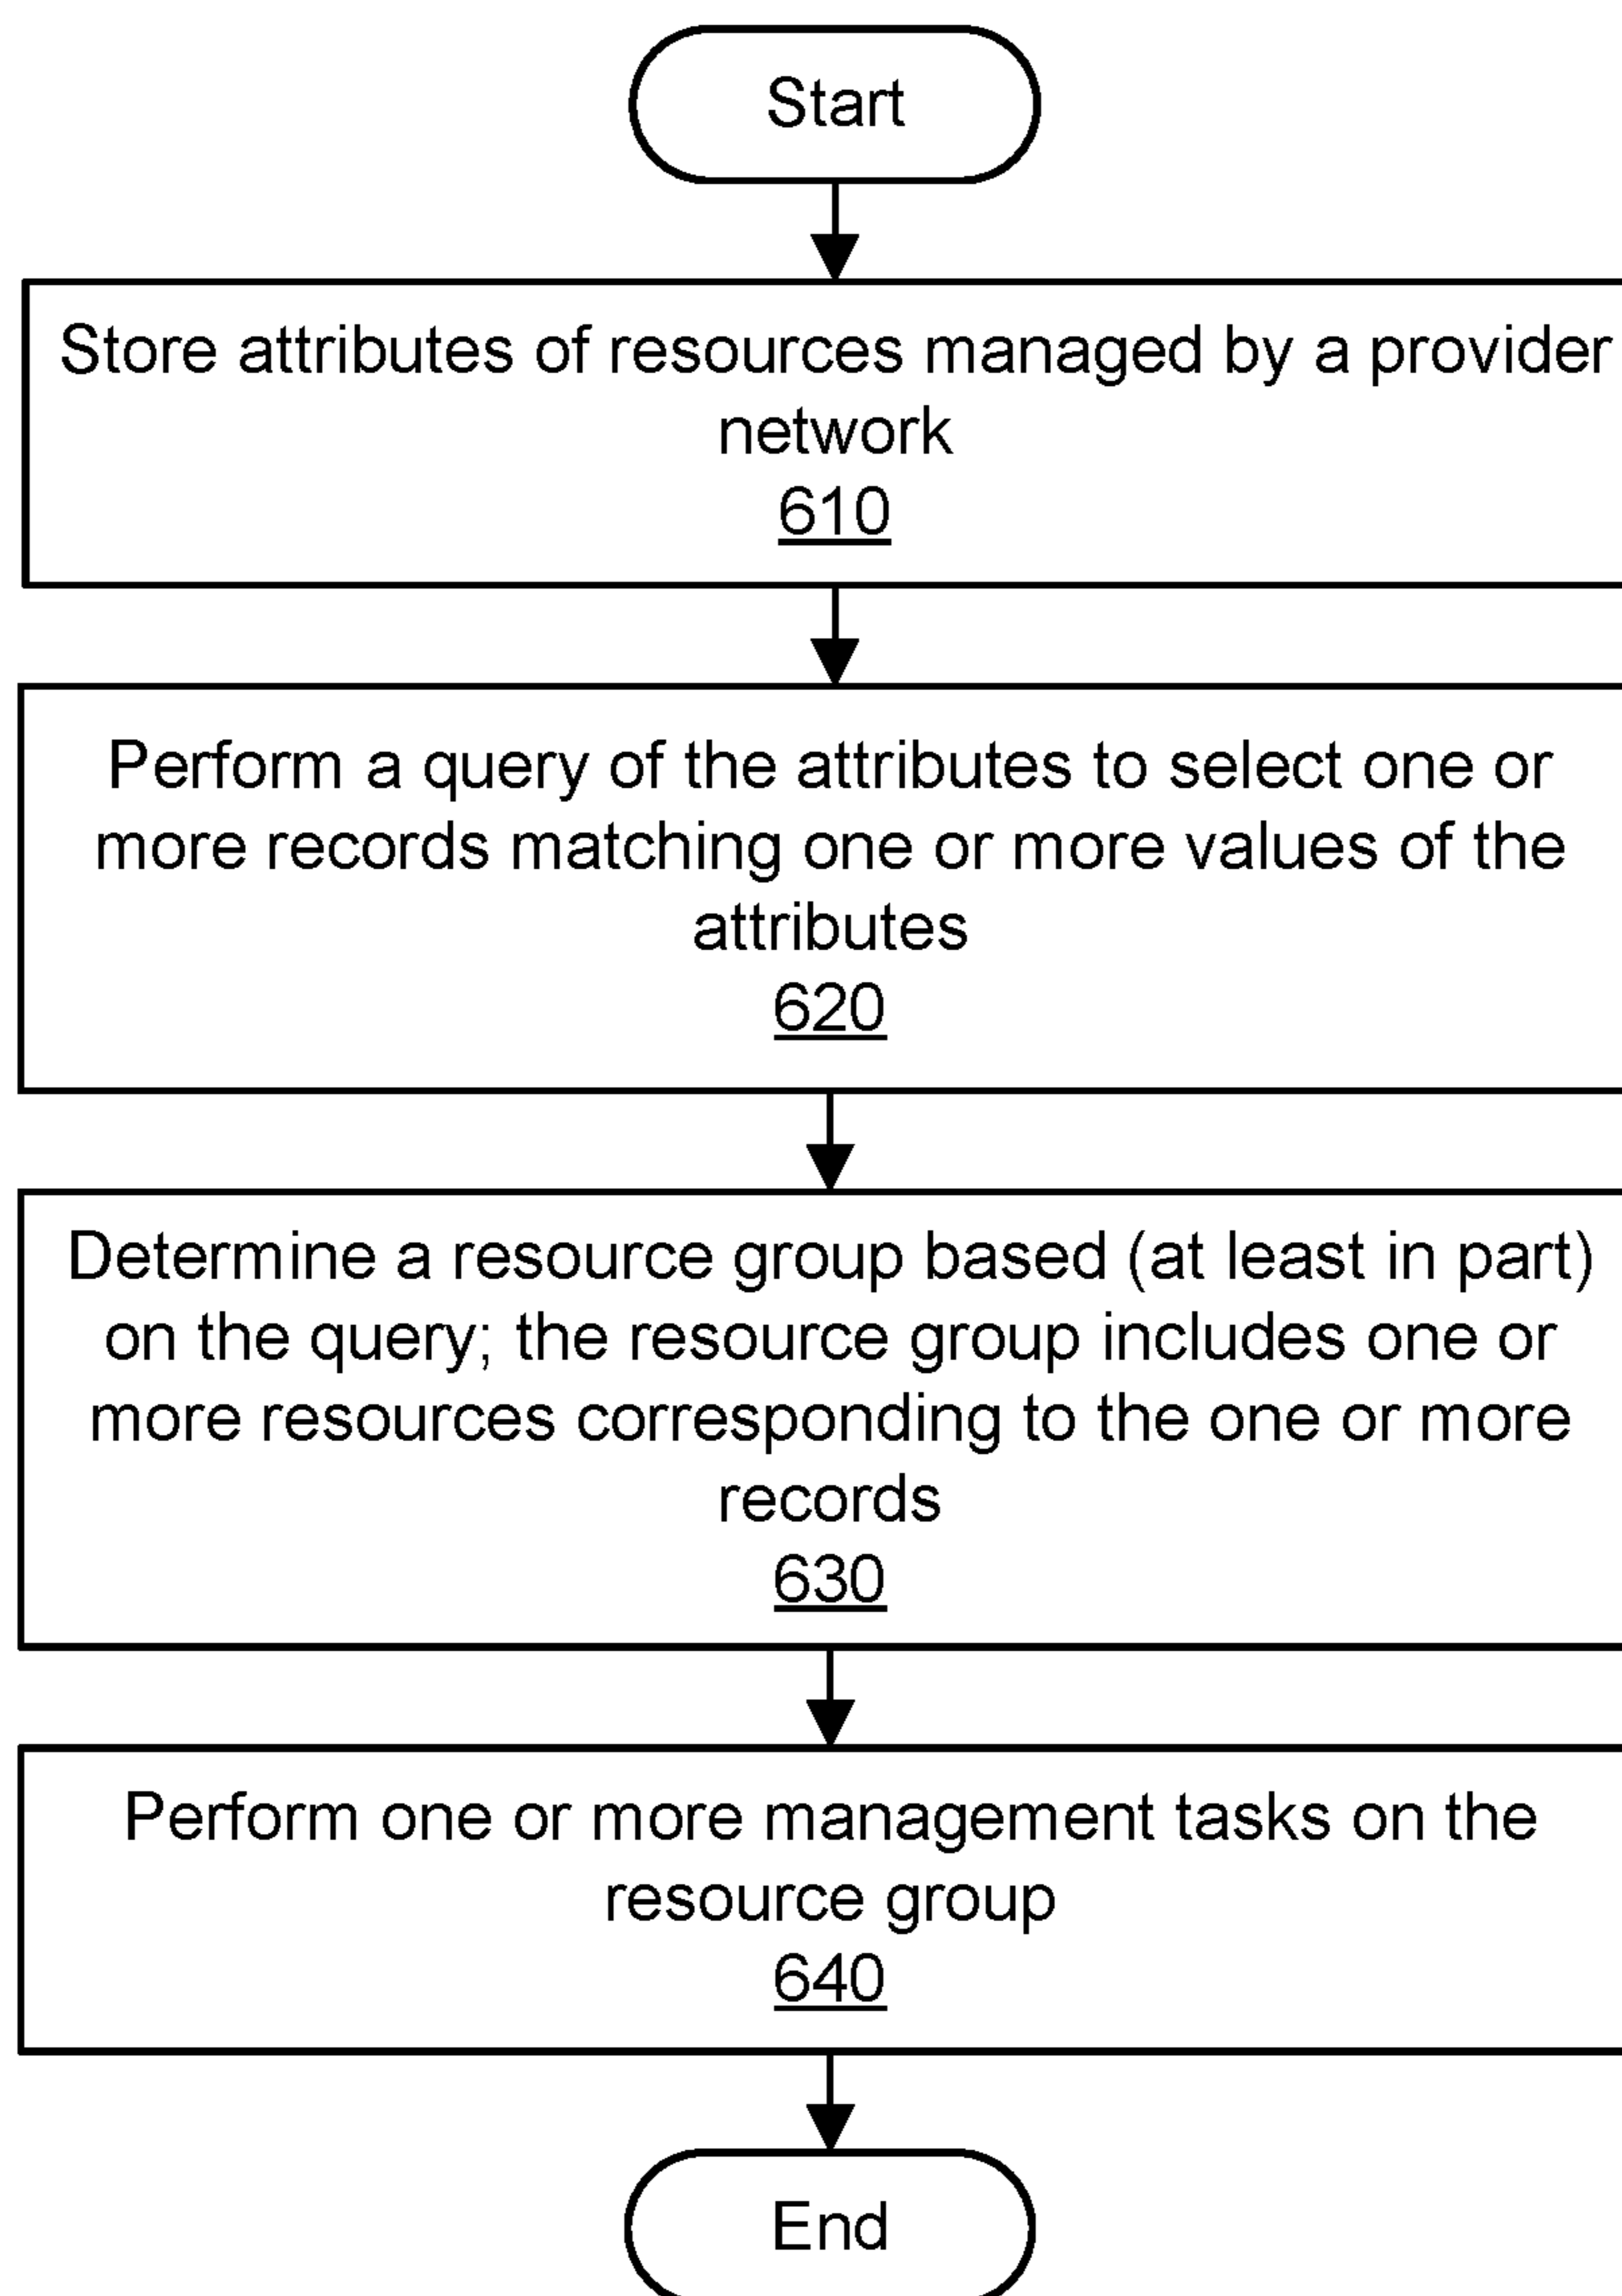 Start
Store attributes of resources managed by a provider
network
610
Perform a query of the attributes to select one or
more records matching one or more values of the
attributes
620
Determine a resource group based (at least in part)
on the query; the resource group includes one or
more resources corresponding to the one or more
records
630
Perform one or more management tasks on the
resource group
640
End